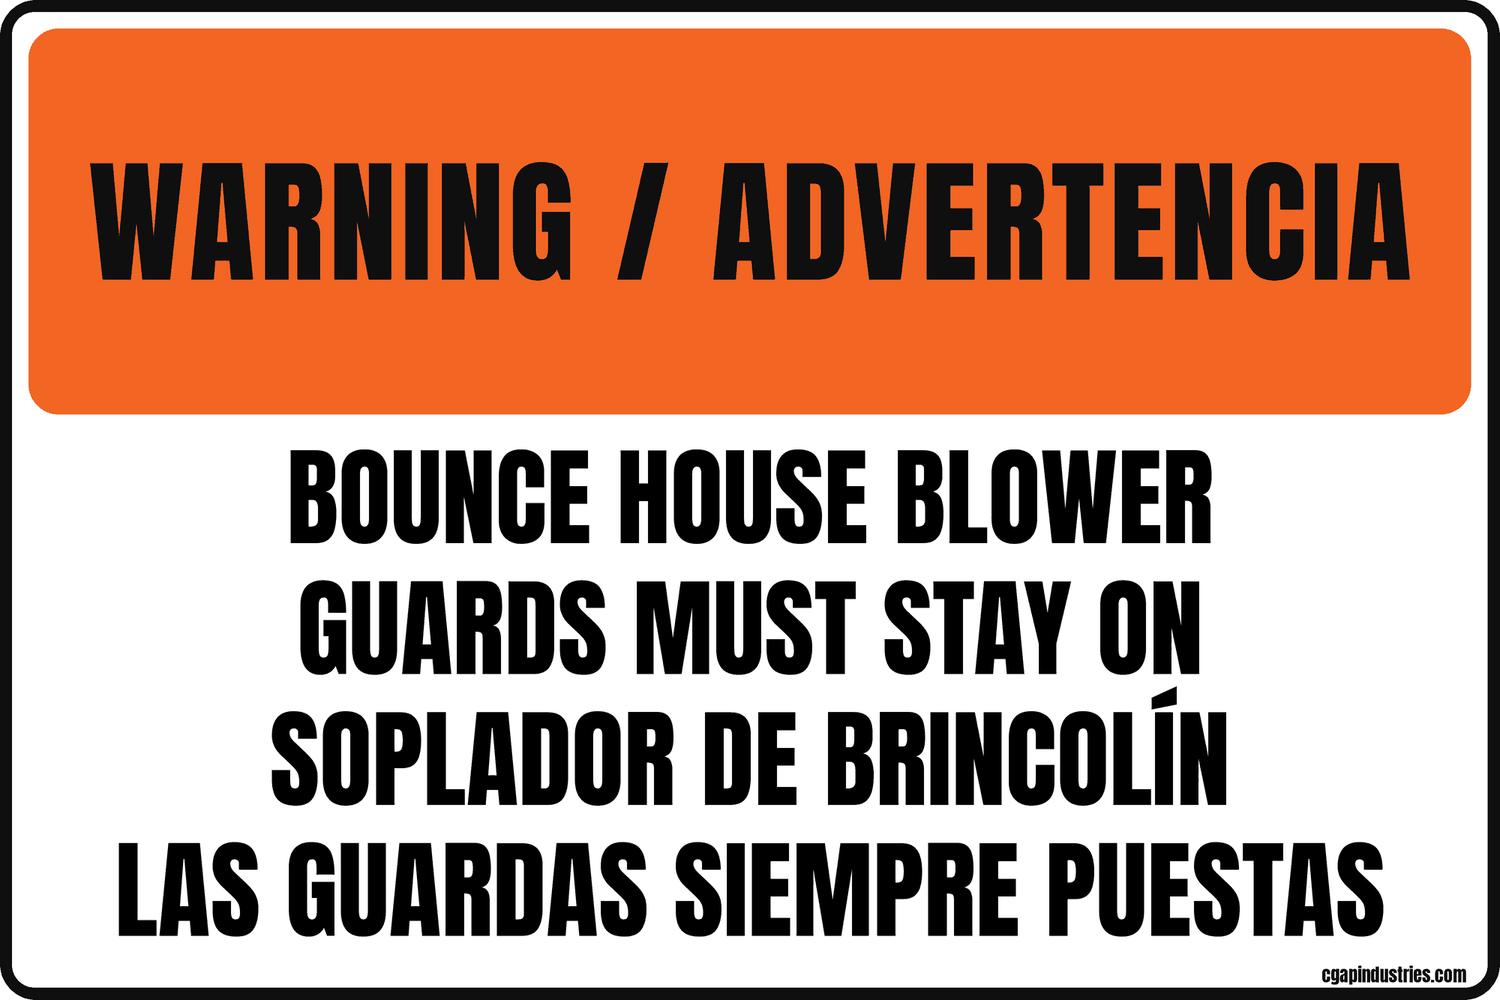 WARNING / ADVERTENCIA
BOUNCE HOUSE BLOWER
GUARDS MUST STAY ON
SOPLADOR DE BRINCOLÍN
LAS GUARDAS SIEMPRE PUESTAS
cgapindustries.com